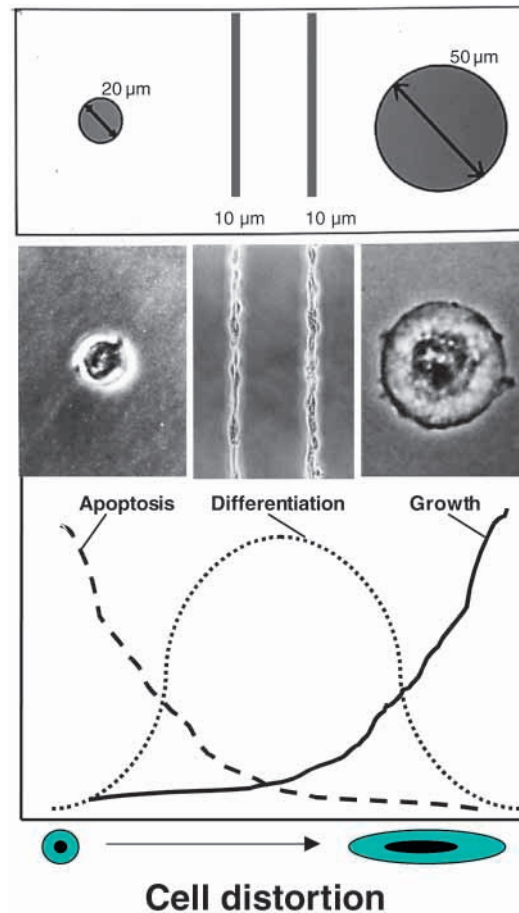 20 µm
50 µm
10 µm 10 µm
Apoptosis Differentiation Growth
Cell distortion